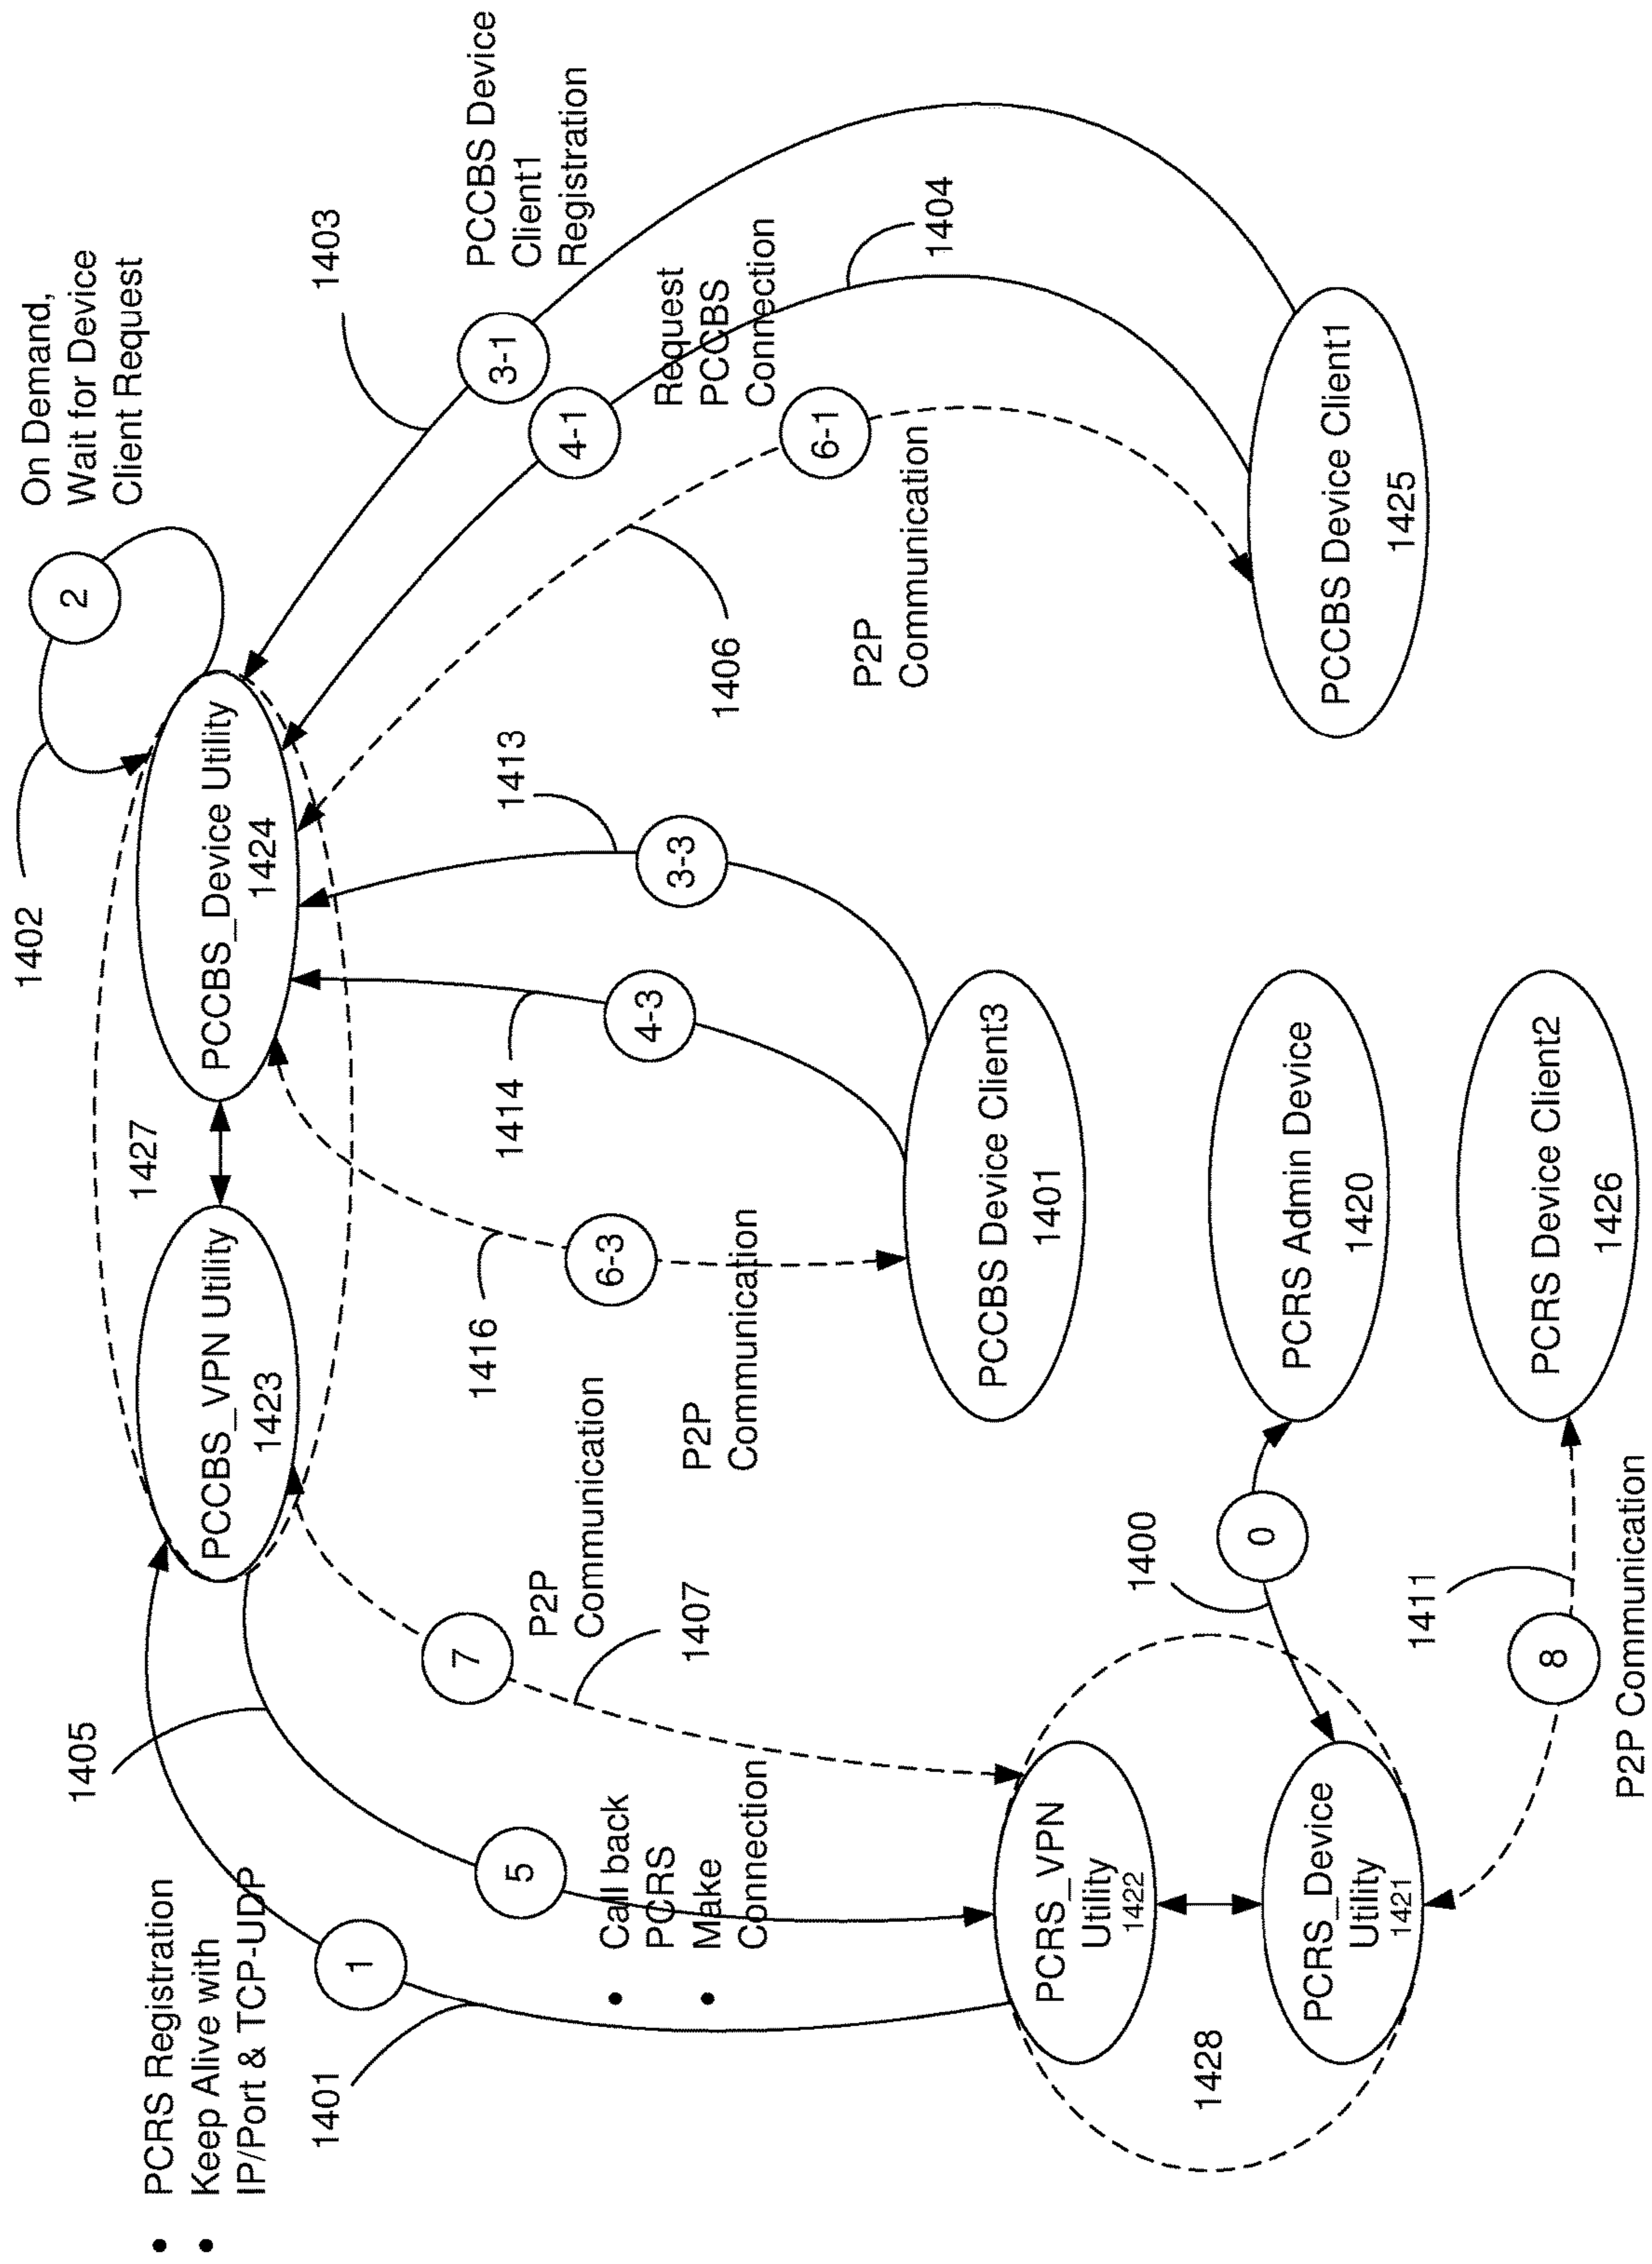 PCRS Registration
Keep Alive with
IP/Port & TCP-UDP
1401
1
1405
5
Call back
PCRS
Make
Connection
1402
2
On Demand,
Wait for Device
Client Request
PCCBS_VPN Utility
1423
1427
PCCBS_Device Utility
1424
1403
3-1
PCCBS Device
Client1
Registration
4-1
Request
PCCBS
Connection
1404
6-1
1406
P2P
Communication
1413
3-3
4-3
1414
1416
6-3
P2P
Communication
7
P2P
Communication
1407
PCCBS Device Client3
1401
PCCBS Device Client1
1425
PCRS_VPN
Utility
1422
1428
PCRS_Device
Utility
1421
1400
0
PCRS Admin Device
1420
1411
8
P2P Communication
PCRS Device Client2
1426